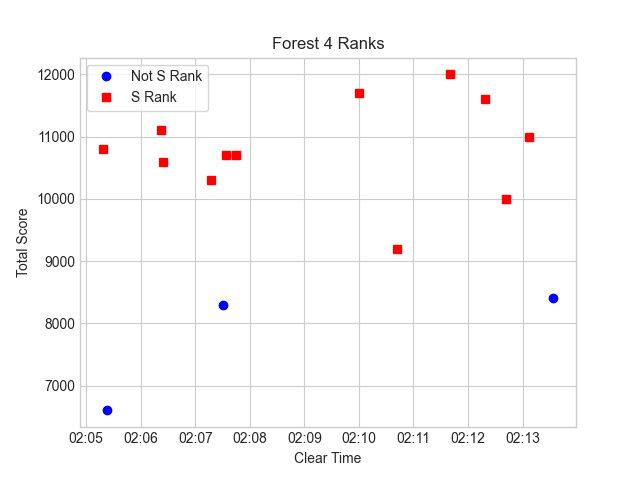 Forest 4 Ranks
Not S Rank
S Rank
12000
11000
10000
9000
8000
7000
Total Score
02:05 02:06 02:07 02:08 02:09 02:10 02:11 02:12 02:13
Clear Time